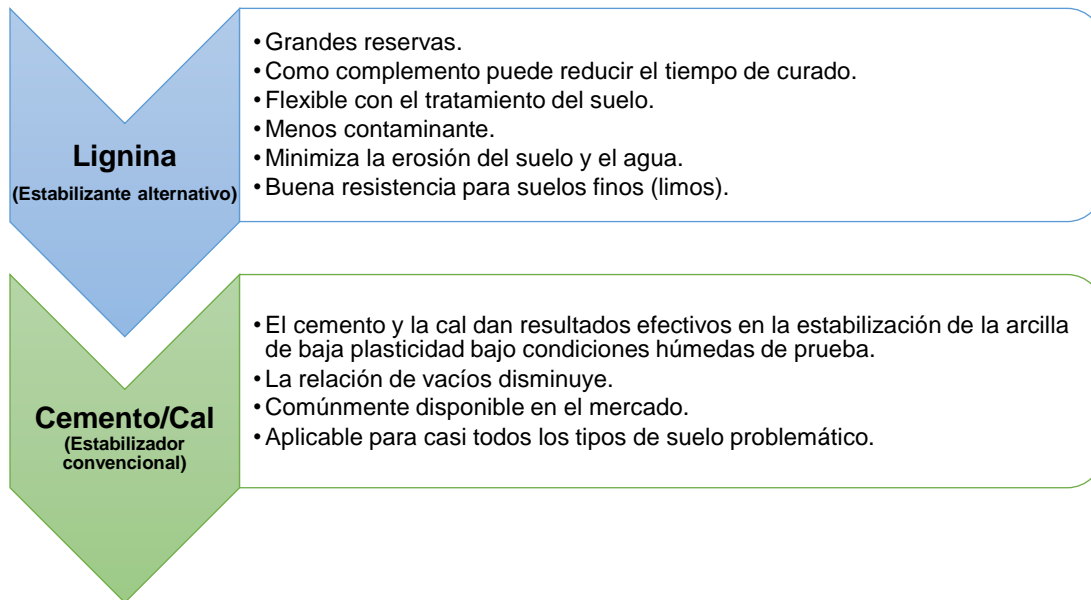 Lignina
(Estabilizante alternativo)
•Grandes reservas.
•Como complemento puede reducir el tiempo de curado.
•Flexible con el tratamiento del suelo.
•Menos contaminante.
•Minimiza la erosión del suelo y el agua.
•Buena resistencia para suelos finos (limos).
Cemento/Cal
(Estabilizador
convencional)
•El cemento y la cal dan resultados efectivos en la estabilización de la arcilla
de baja plasticidad bajo condiciones húmedas de prueba.
•La relación de vacíos disminuye.
•Comúnmente disponible en el mercado.
•Aplicable para casi todos los tipos de suelo problemático.